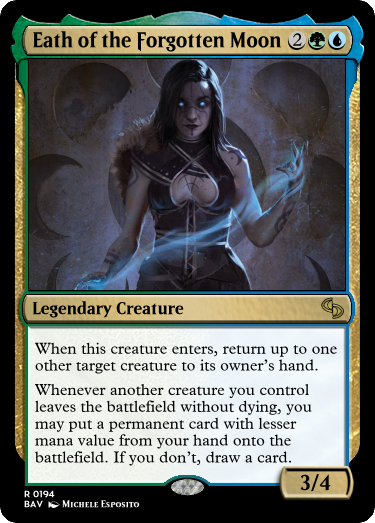 Eath of the Forgotten Moon 2
Legendary Creature
When this creature enters, return up to one
other target creature to its owner's hand.
Whenever another creature you control
leaves the battlefield without dying, you
may put a permanent card with lesser
mana value from your hand onto the
battlefield. If you don't, draw a card.
3/4
R 0194
BAV Michele Esposito